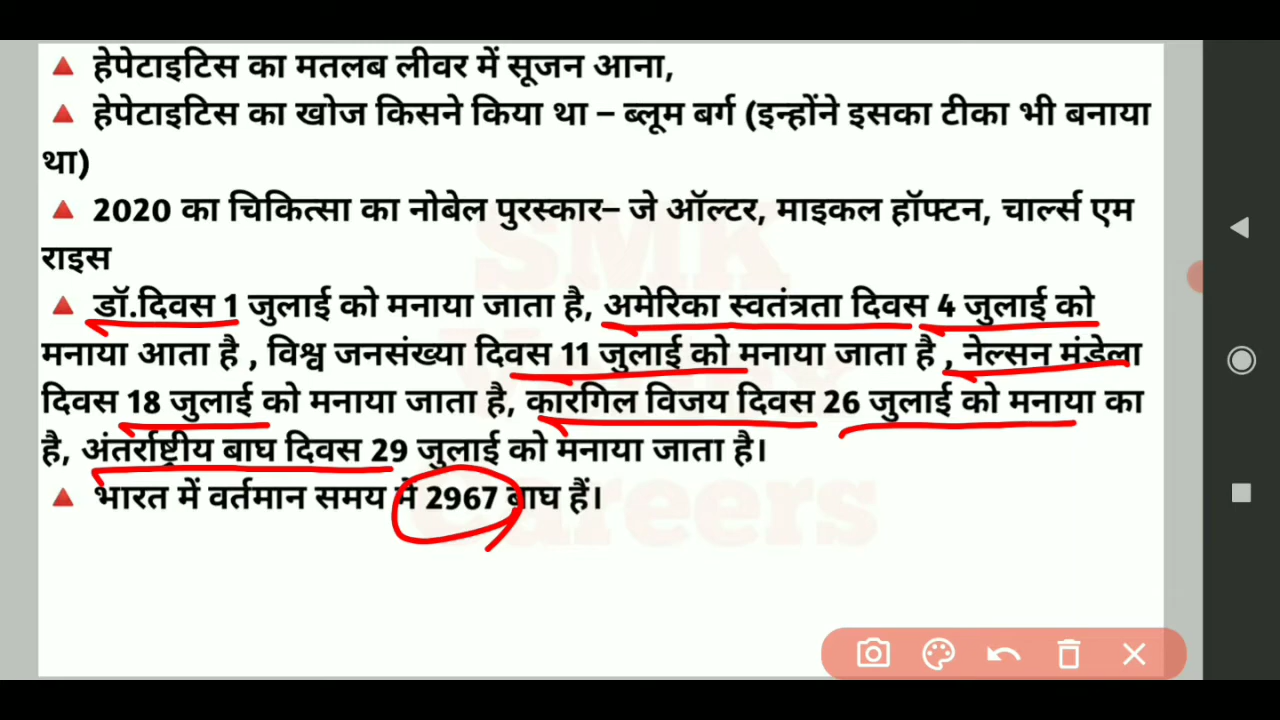 🔺 हेपेटाइटिस का मतलब लीवर में सूजन आना,
🔺 हेपेटाइटिस का खोज किसने किया था – ब्लूम बर्ग (इन्होंने इसका टीका भी बनाया
था)
🔺 2020 का चिकित्सा का नोबेल पुरस्कार– जे ऑल्टर, माइकल हॉफ्टन, चार्ल्स एम
राइस
🔺 डॉ.दिवस 1 जुलाई को मनाया जाता है, अमेरिका स्वतंत्रता दिवस 4 जुलाई को
मनाया आता है , विश्व जनसंख्या दिवस 11 जुलाई को मनाया जाता है , नेल्सन मंडेला
दिवस 18 जुलाई को मनाया जाता है, कारगिल विजय दिवस 26 जुलाई को मनाया का
है, अंतर्राष्ट्रीय बाघ दिवस 29 जुलाई को मनाया जाता है।
🔺 भारत में वर्तमान समय में 2967 बाघ हैं।
SMK
Careers